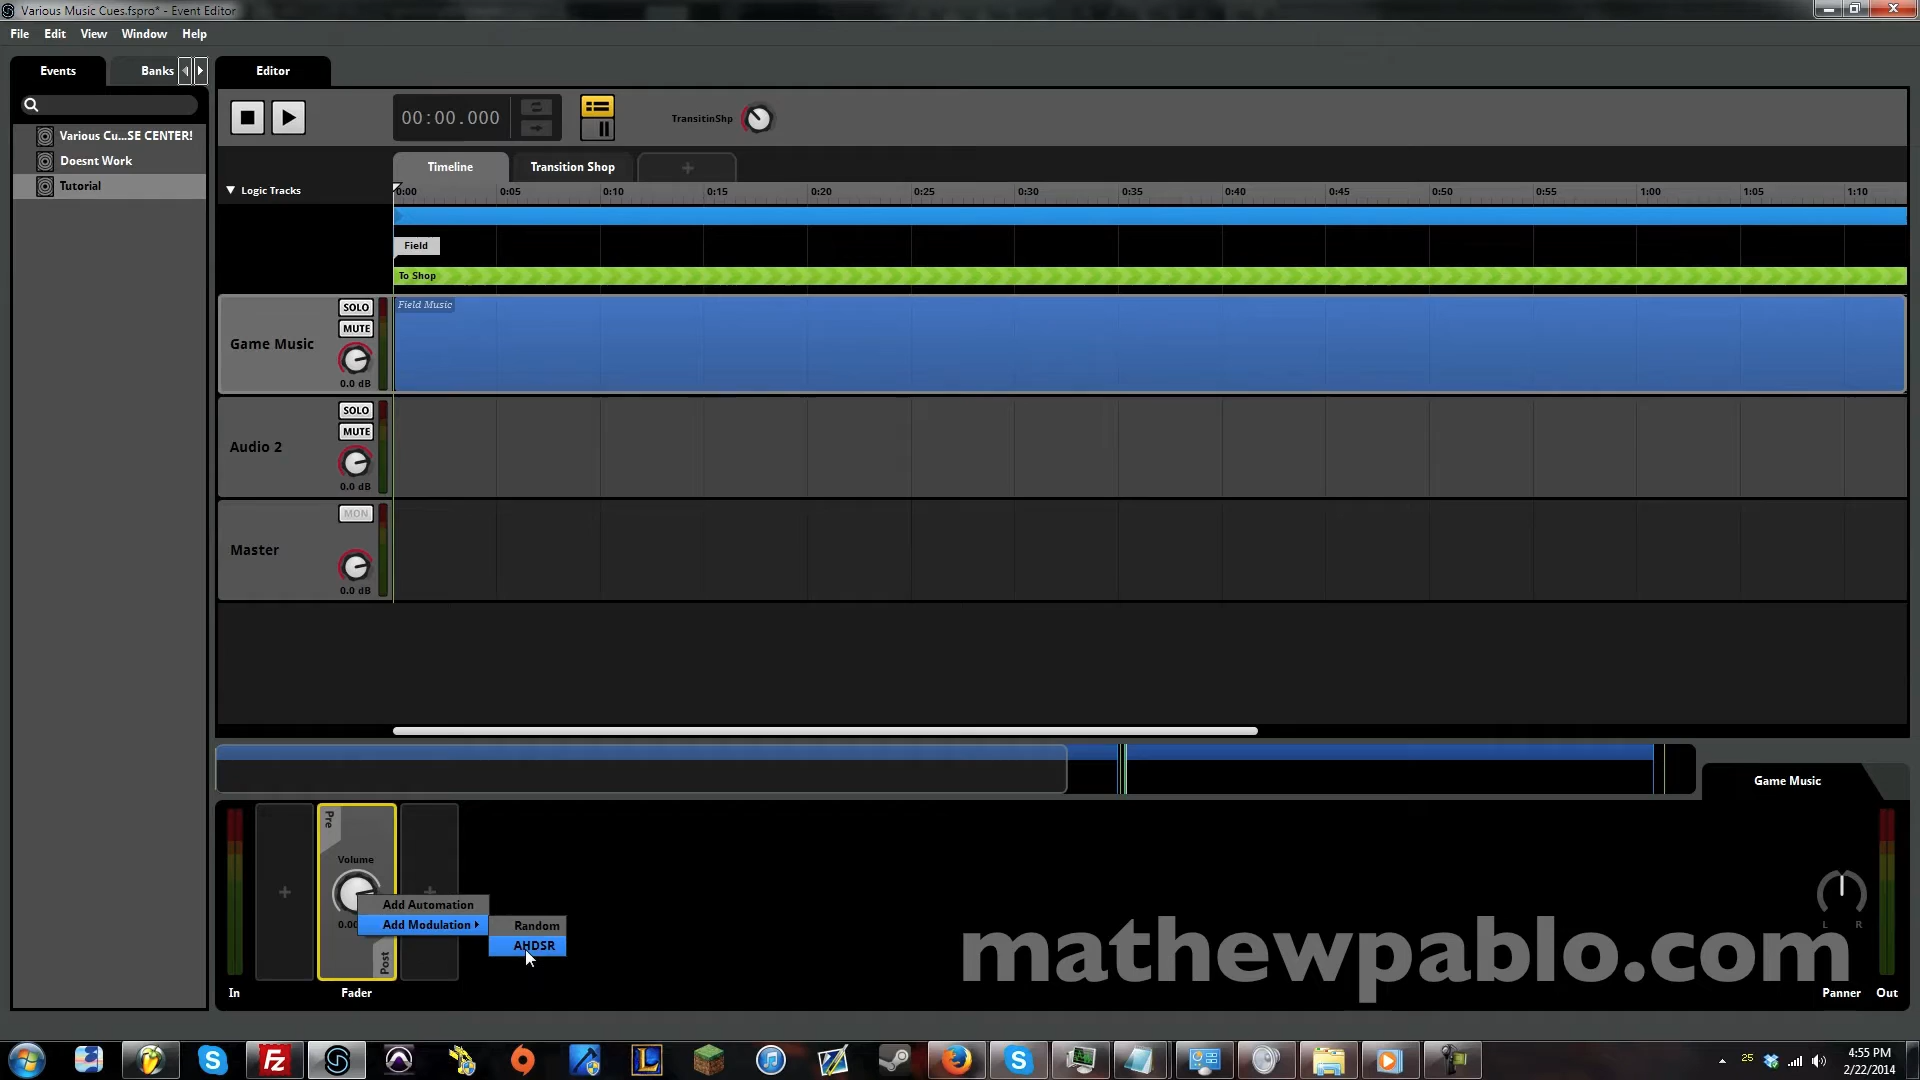 Various Music Cues.fspro* - Event Editor
File Edit View Window Help
Events Banks Editor
Various Cu...SE CENTER!
Doesnt Work
Tutorial
00:00.000
TransitinShp
Timeline Transition Shop +
Logic Tracks
0:00 0:05 0:10 0:15 0:20 0:25 0:30 0:35 0:40 0:45 0:50 0:55 1:00 1:05 1:10
Field
To Shop
Field Music
Game Music
SOLO
MUTE
0.0 dB
Audio 2
SOLO
MUTE
0.0 dB
Master
MON
0.0 dB
Game Music
Pre
Volume
Add Automation
Add Modulation
Random
AHDSR
0.00
Post
L R
In
Fader
Panner
Out
mathewpablo.com
25
4:55 PM
2/22/2014